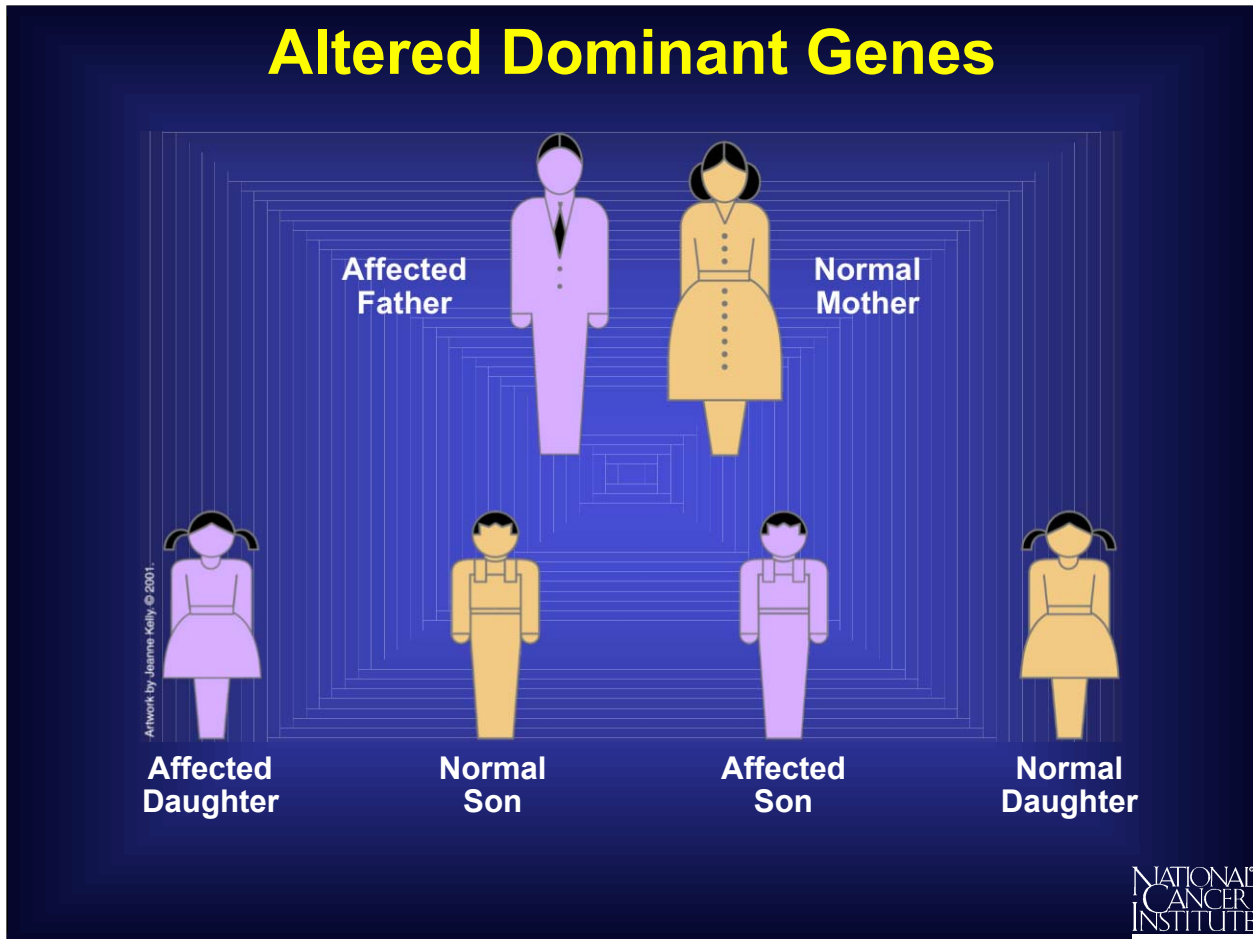 Altered Dominant Genes
Affected
Father
Normal
Mother
Artwork by Jeanne Kelly. © 2001.
Affected
Daughter
Normal
Son
Affected
Son
Normal
Daughter
NATIONAL®
CANCER
INSTITUTE